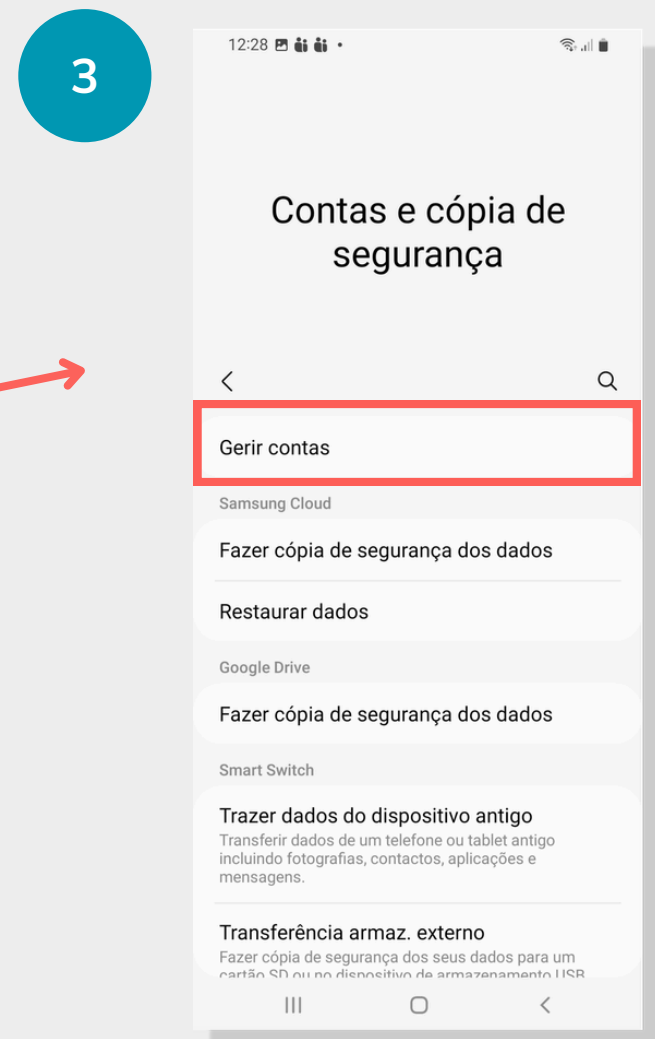 3
12:28
Contas e cópia de
segurança
Gerir contas
Samsung Cloud
Fazer cópia de segurança dos dados
Restaurar dados
Google Drive
Fazer cópia de segurança dos dados
Smart Switch
Trazer dados do dispositivo antigo
Transferir dados de um telefone ou tablet antigo
incluindo fotografias, contactos, aplicações e
mensagens.
Transferência armaz. externo
Fazer cópia de segurança dos seus dados para um
cartão SD ou no dispositivo de armazenamento USB